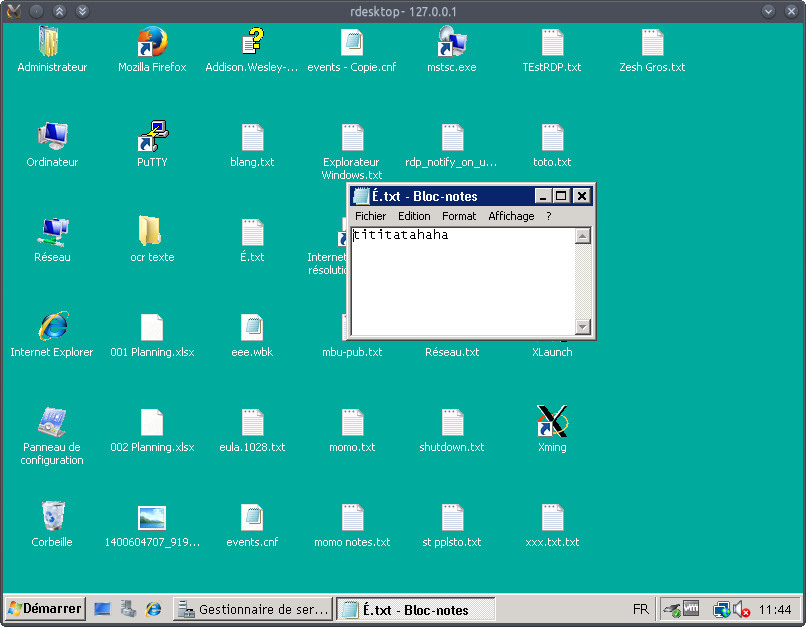 rdesktop - 127.0.0.1
Administrateur
Mozilla Firefox
Addison.Wesley-...
events - Copie.cnf
mstsc.exe
TEstRDP.txt
Zesh Gros.txt
Ordinateur
PuTTY
blang.txt
Explorateur
Windows.txt
rdp_notify_on_u...
toto.txt
É.txt - Bloc-notes
Fichier Edition Format Affichage ?
tititatahaha
Réseau
ocr texte
É.txt
Internet
résolutio
Internet Explorer
001 Planning.xlsx
eee.wbk
mbu-pub.txt
Réseau.txt
XLaunch
Panneau de
configuration
002 Planning.xlsx
eula.1028.txt
momo.txt
shutdown.txt
Xming
Corbeille
1400604707_919...
events.cnf
momo notes.txt
st pplsto.txt
xxx.txt.txt
Démarrer
Gestionnaire de ser...
É.txt - Bloc-notes
FR
11:44